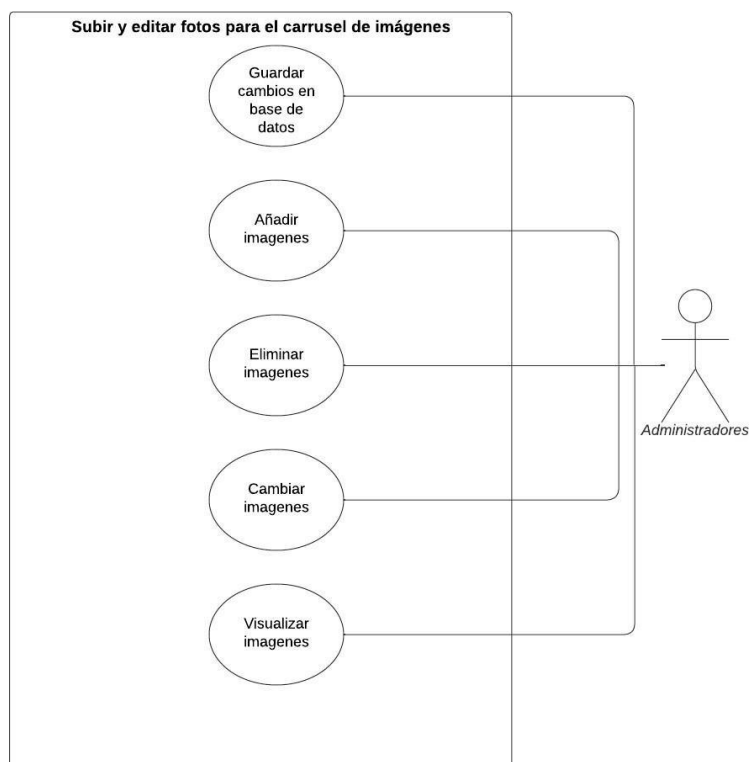 Subir y editar fotos para el carrusel de imágenes
Guardar
cambios en
base de
datos
Añadir
imagenes
Eliminar
imagenes
Administradores
Cambiar
imagenes
Visualizar
imagenes